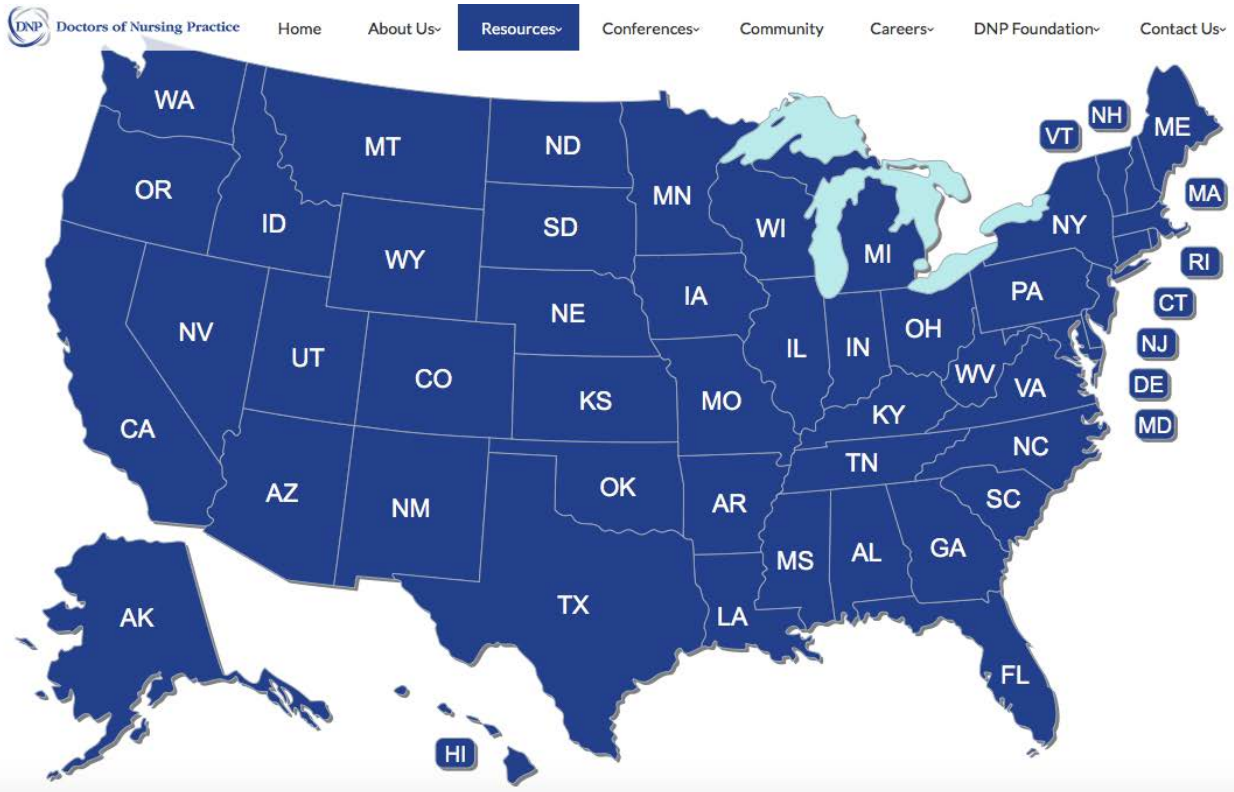 DNP Doctors of Nursing Practice Home About Us Resources Conferences Community Careers DNP Foundation Contact Us
WA
MT
ND
MN
VT
NH
ME
OR
ID
SD
WI
MI
NY
MA
WY
RI
IA
PA
CT
NV
NE
OH
NJ
UT
CO
IL
IN
WV
VA
DE
KS
MO
KY
MD
CA
NC
TN
AZ
NM
OK
AR
SC
MS
AL
GA
AK
TX
LA
FL
HI